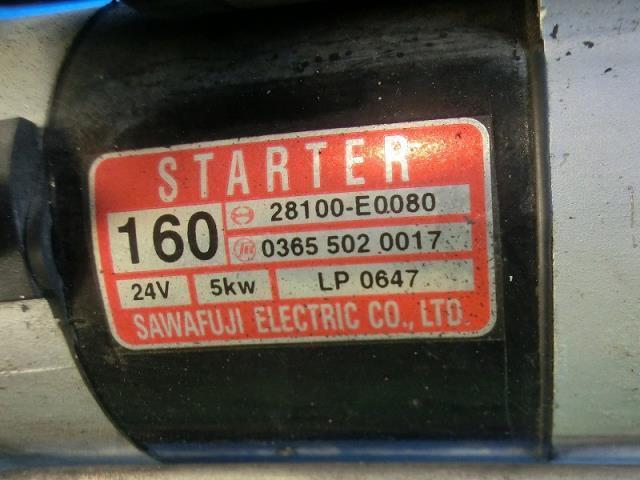 STARTER
160
28100-E0080
0365 502 0017
24V 5kw LP 0647
SAWAFUJI ELECTRIC CO., LTD.